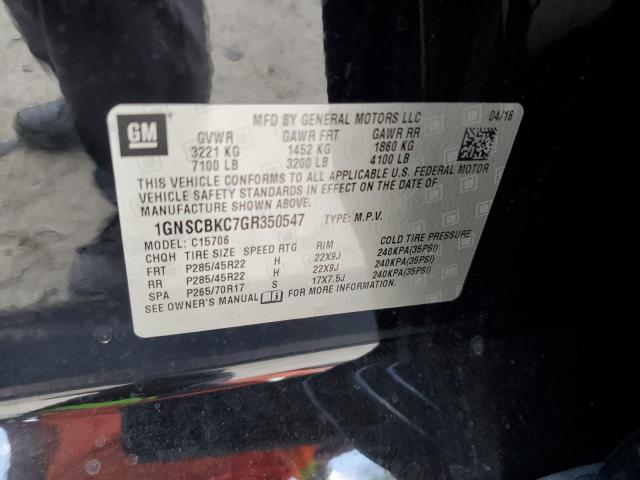 GM
MFD BY GENERAL MOTORS LLC 04/16
GVWR GAWR FRT GAWR RR
3221 KG 1452 KG 1860 KG
7100 LB 3200 LB 4100 LB
THIS VEHICLE CONFORMS TO ALL APPLICABLE U.S. FEDERAL MOTOR
VEHICLE SAFETY STANDARDS IN EFFECT ON THE DATE OF
MANUFACTURE SHOWN ABOVE.
1GNSCBKC7GR350547 TYPE: M.P.V.
MODEL: C15706
CHQH TIRE SIZE SPEED RTG RIM COLD TIRE PRESSURE
FRT P285/45R22 H 22X9J 240KPA(35PSI)
RR P285/45R22 H 22X9J 240KPA(35PSI)
SPA P265/70R17 S 17X7.5J 240KPA(35PSI)
SEE OWNER'S MANUAL FOR MORE INFORMATION.